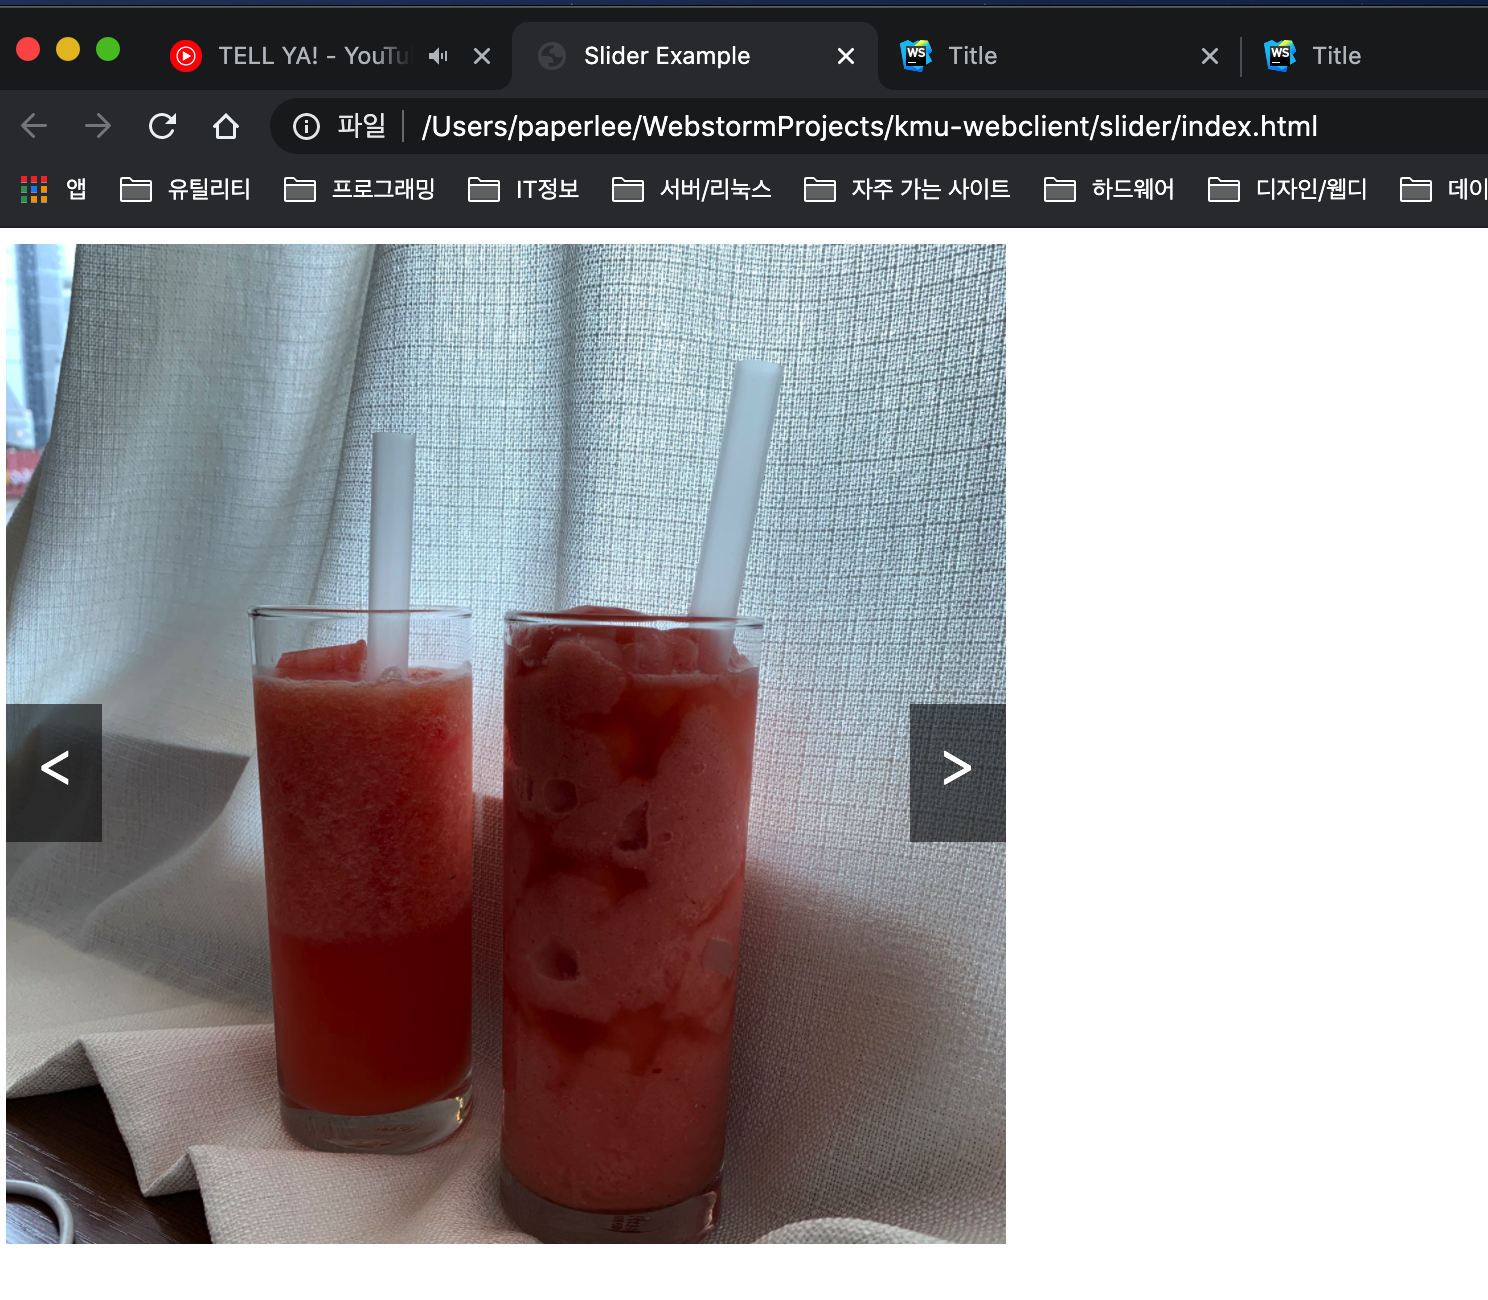 TELL YA! - YouTu
Slider Example
WS Title
WS Title
파일 /Users/paperlee/WebstormProjects/kmu-webclient/slider/index.html
앱 유틸리티 프로그래밍 IT정보 서버/리눅스 자주 가는 사이트 하드웨어 디자인/웹디 데이
< >